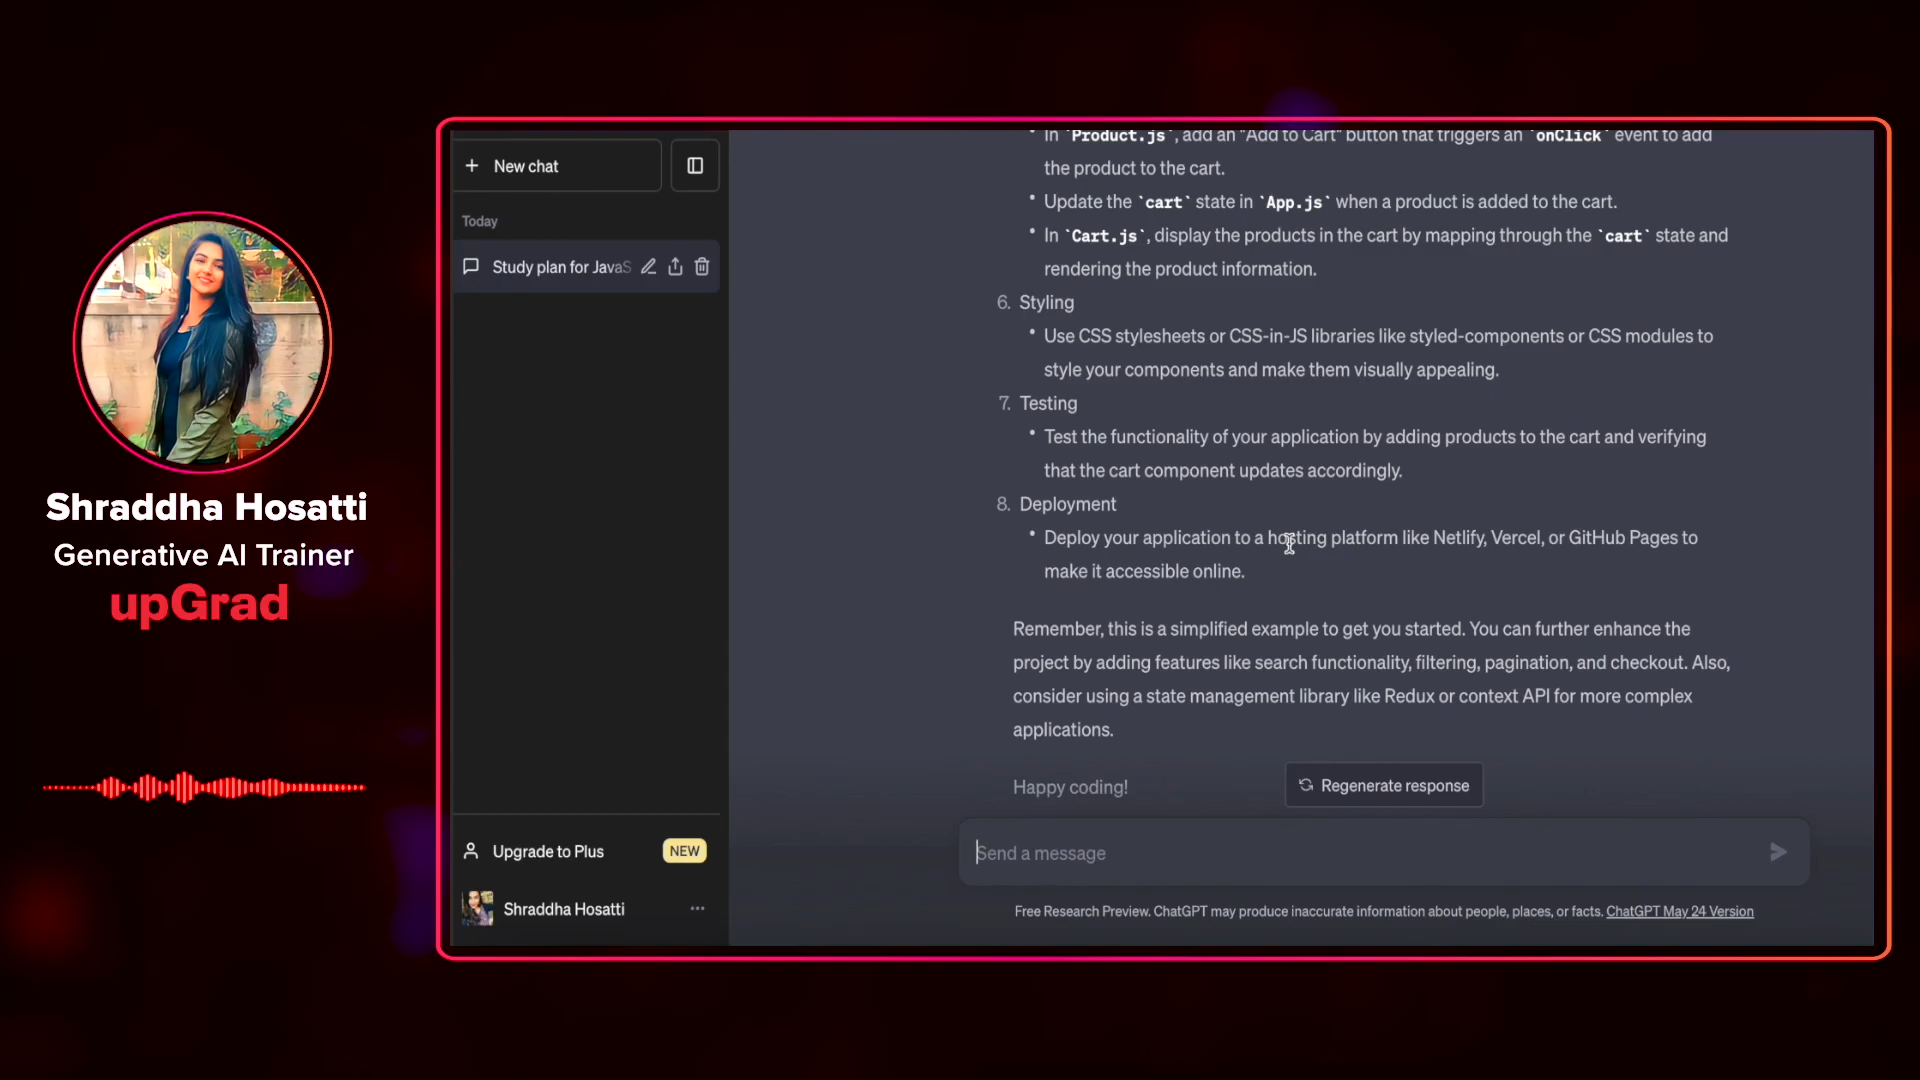 Shraddha Hosatti
Generative AI Trainer
upGrad
+ New chat
Today
Study plan for JavaS
Upgrade to Plus
NEW
Shraddha Hosatti
• In `Product.js`, add an "Add to Cart" button that triggers an `onClick` event to add
the product to the cart.
• Update the `cart` state in `App.js` when a product is added to the cart.
• In `Cart.js`, display the products in the cart by mapping through the `cart` state and
rendering the product information.
6. Styling
• Use CSS stylesheets or CSS-in-JS libraries like styled-components or CSS modules to
style your components and make them visually appealing.
7. Testing
• Test the functionality of your application by adding products to the cart and verifying
that the cart component updates accordingly.
8. Deployment
• Deploy your application to a hosting platform like Netlify, Vercel, or GitHub Pages to
make it accessible online.
Remember, this is a simplified example to get you started. You can further enhance the
project by adding features like search functionality, filtering, pagination, and checkout. Also,
consider using a state management library like Redux or context API for more complex
applications.
Happy coding!
Regenerate response
Send a message
Free Research Preview. ChatGPT may produce inaccurate information about people, places, or facts. ChatGPT May 24 Version